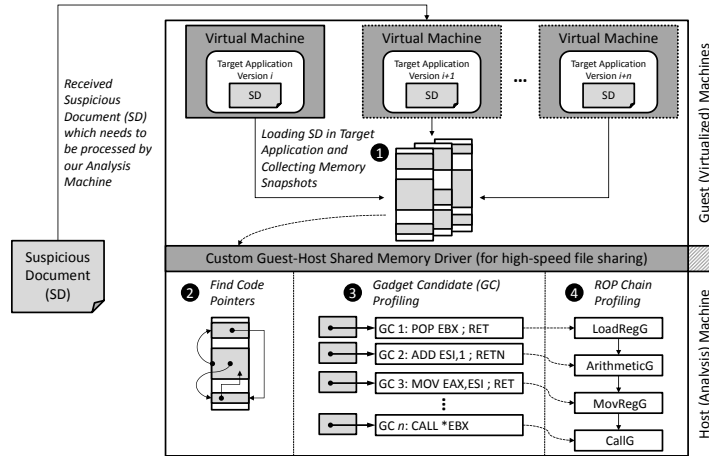 Virtual Machine
Target Application
Version i
SD
Virtual Machine
Target Application
Version i+1
SD
...
Virtual Machine
Target Application
Version i+n
SD
Received
Suspicious
Document (SD)
which needs to
be processed by
our Analysis
Machine
Loading SD in Target
Application and
Collecting Memory
Snapshots
1
Guest (Virtualized) Machines
Suspicious
Document
(SD)
Custom Guest-Host Shared Memory Driver (for high-speed file sharing)
2 Find Code
Pointers
3 Gadget Candidate (GC)
Profiling
GC 1: POP EBX ; RET
GC 2: ADD ESI,1 ; RETN
GC 3: MOV EAX,ESI ; RET
...
GC n: CALL *EBX
4 ROP Chain
Profiling
LoadRegG
ArithmeticG
MovRegG
CallG
Host (Analysis) Machine